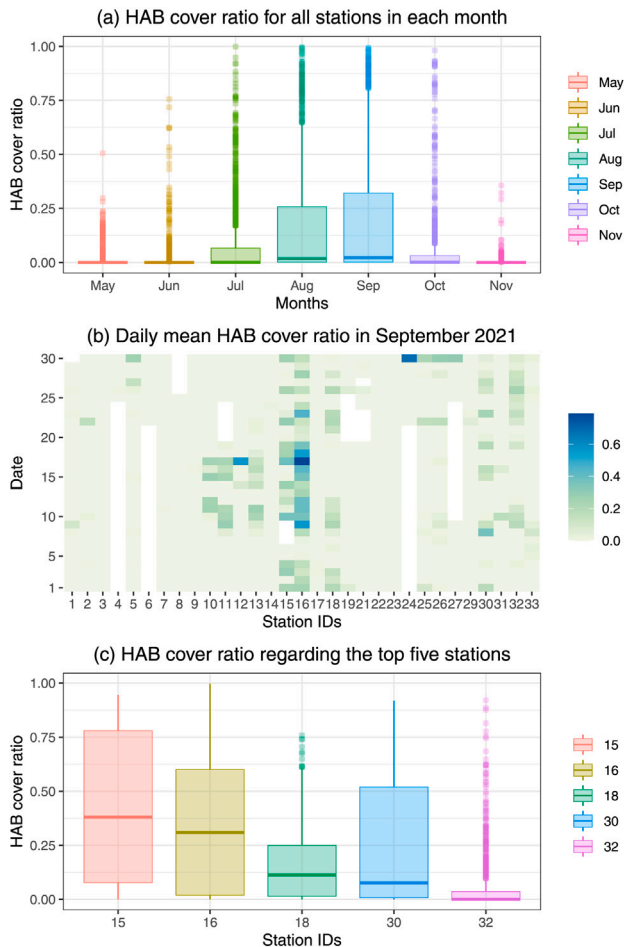 (a) HAB cover ratio for all stations in each month
HAB cover ratio
1.00
0.75
0.50
0.25
0.00
May Jun Jul Aug Sep Oct Nov
Months
May
Jun
Jul
Aug
Sep
Oct
Nov
(b) Daily mean HAB cover ratio in September 2021
Date
30
25
20
15
10
5
1
1 2 3 4 5 6 7 8 9 10 11 12 13 14 15 16 17 18 19 21 22 23 24 25 26 27 28 29 30 31 32 33
Station IDs
0.6
0.4
0.2
0.0
(c) HAB cover ratio regarding the top five stations
HAB cover ratio
1.00
0.75
0.50
0.25
0.00
15 16 18 30 32
Station IDs
15
16
18
30
32